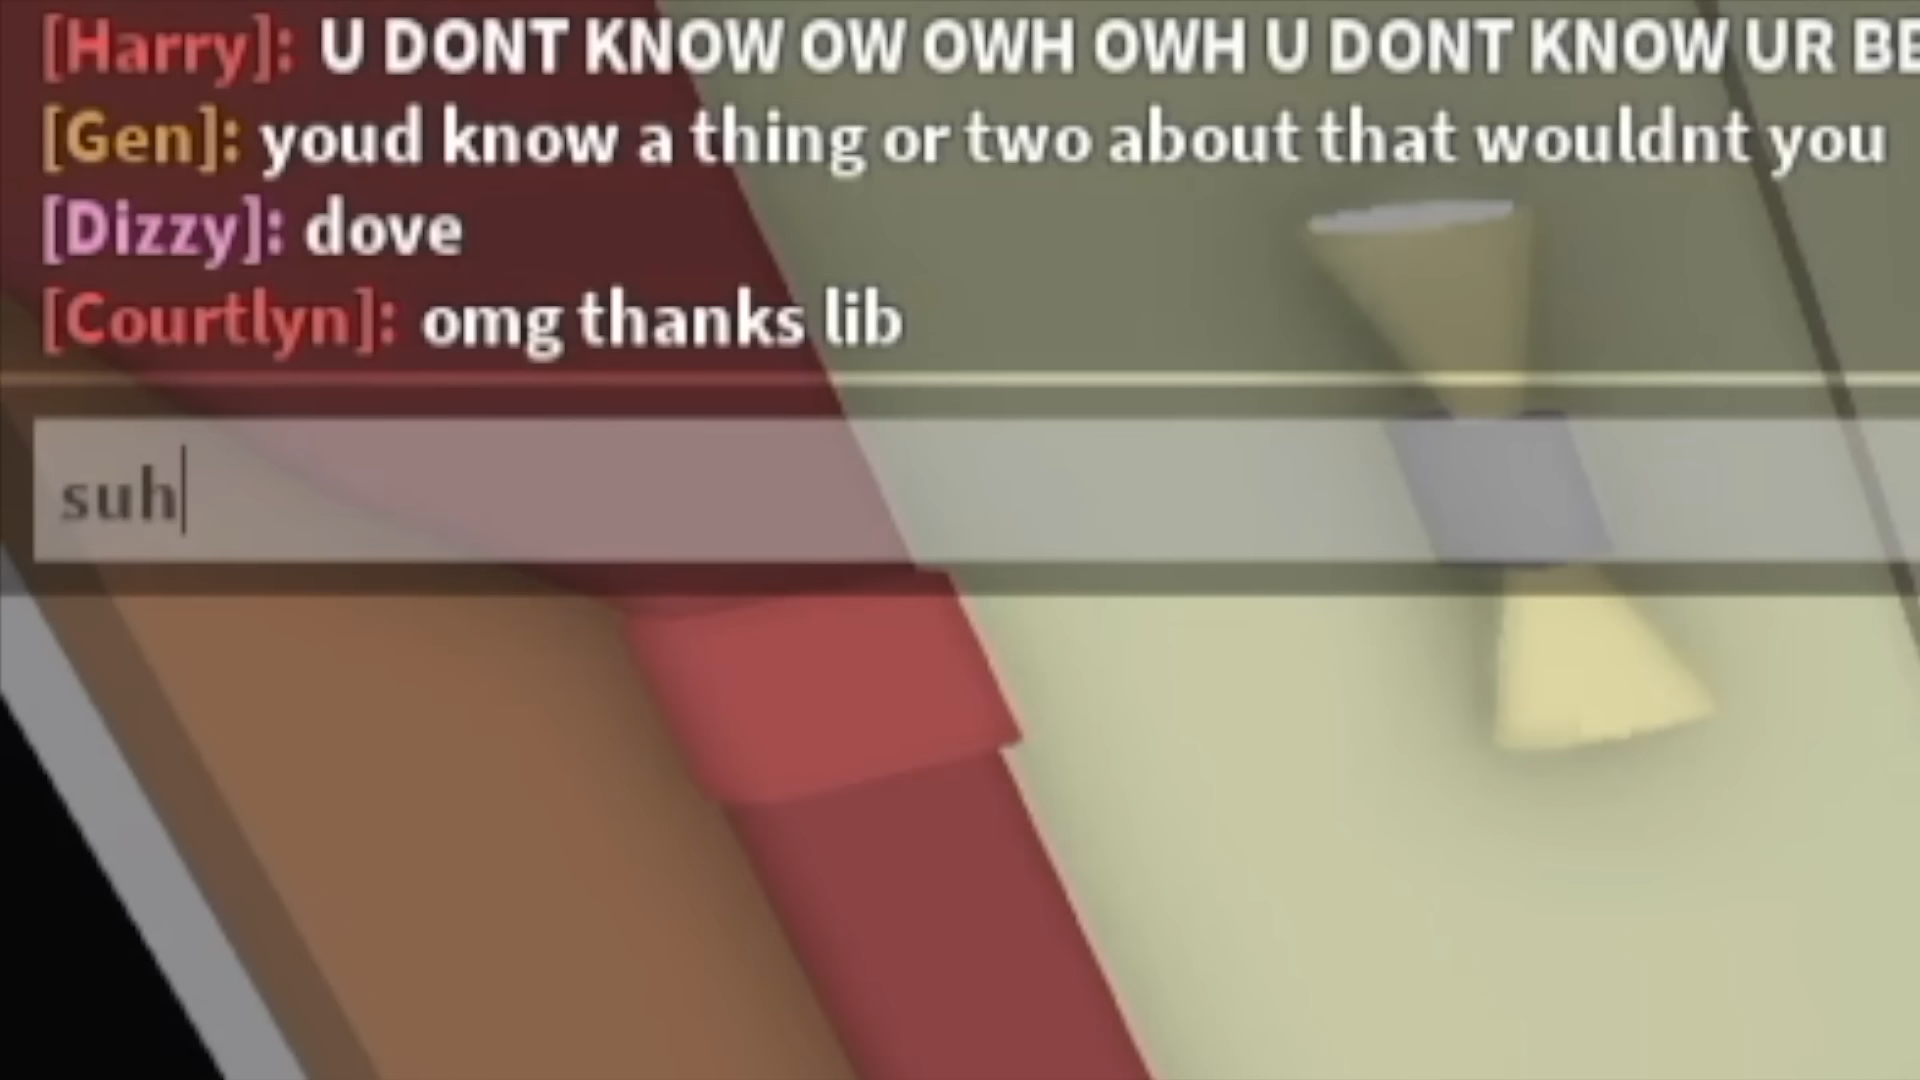 [Harry]: U DONT KNOW OW OWH OWH U DONT KNOW UR
[Gen]: youd know a thing or two about that wouldnt you
[Dizzy]: dove
[Courtlyn]: omg thanks lib
suh